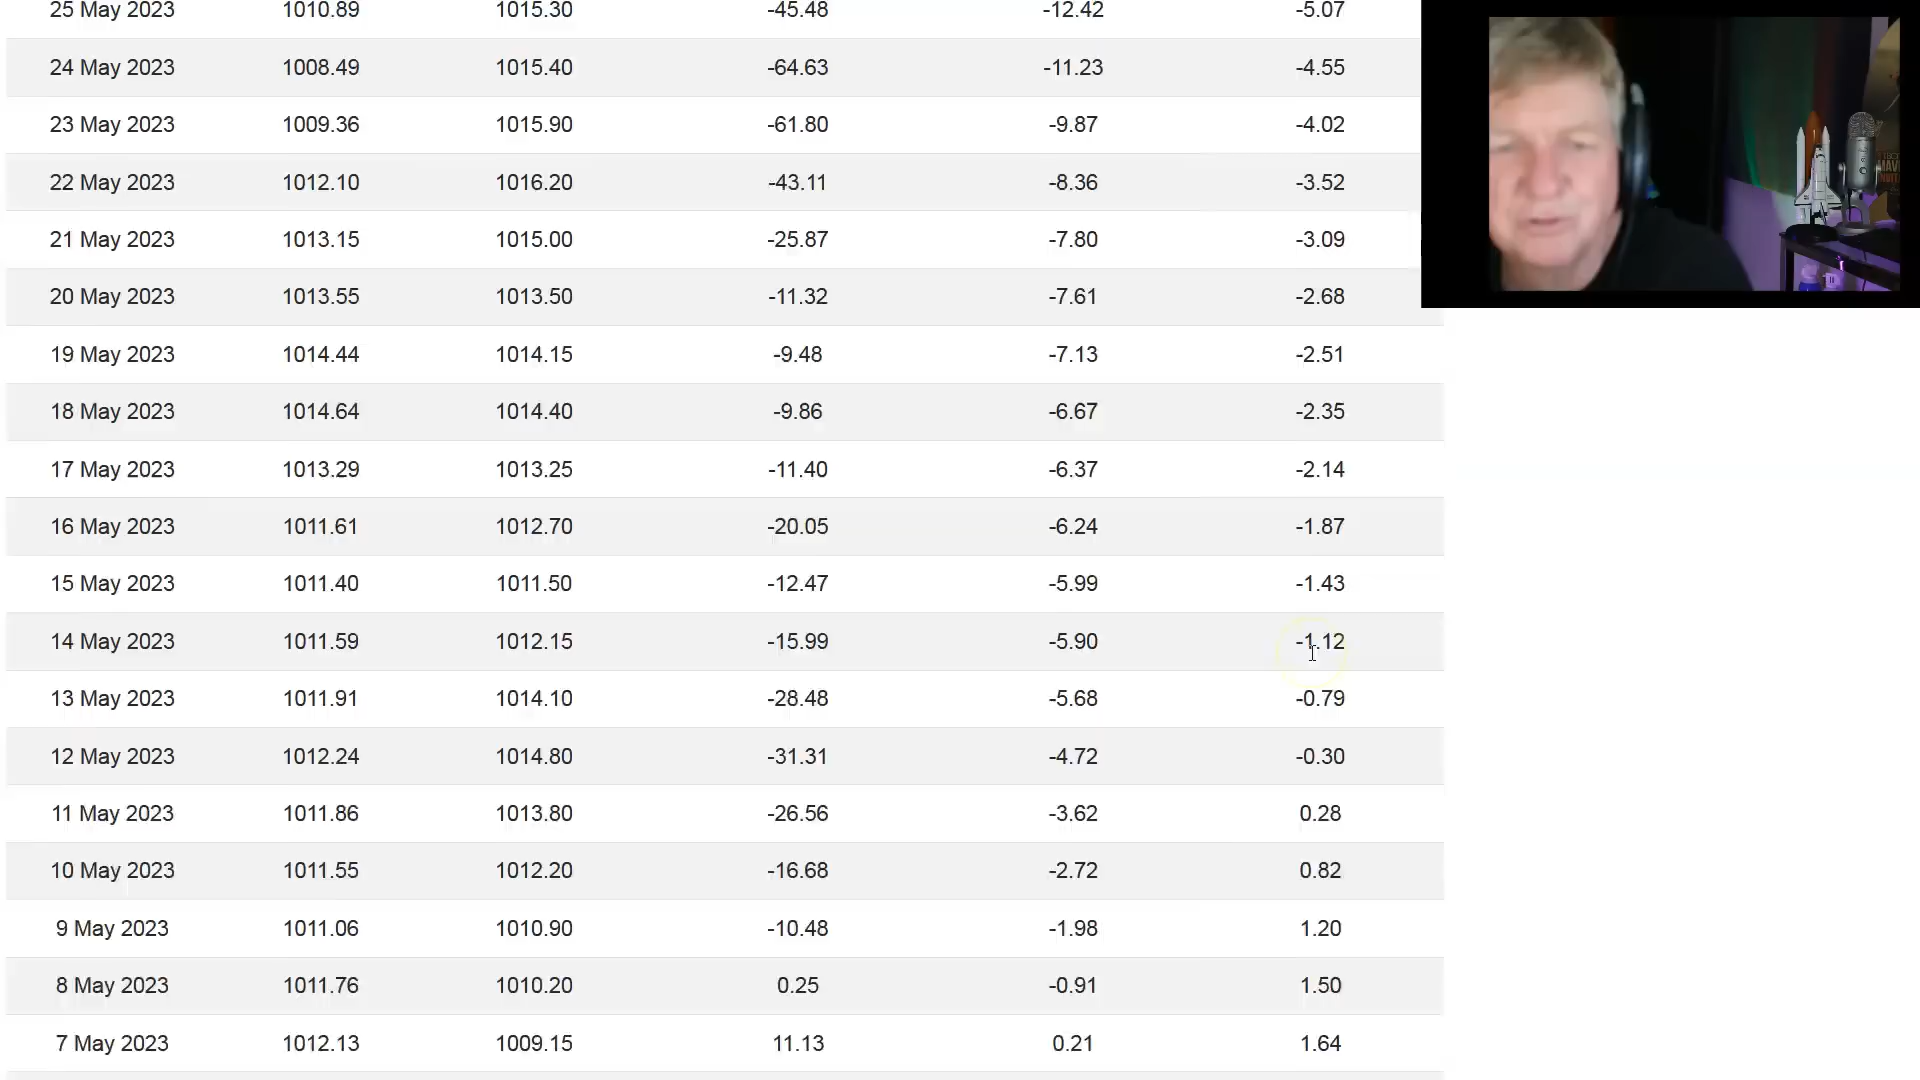 25 May 2023 1010.89 1015.30 -45.48 -12.42 -5.07
24 May 2023 1008.49 1015.40 -64.63 -11.23 -4.55
23 May 2023 1009.36 1015.90 -61.80 -9.87 -4.02
22 May 2023 1012.10 1016.20 -43.11 -8.36 -3.52
21 May 2023 1013.15 1015.00 -25.87 -7.80 -3.09
20 May 2023 1013.55 1013.50 -11.32 -7.61 -2.68
19 May 2023 1014.44 1014.15 -9.48 -7.13 -2.51
18 May 2023 1014.64 1014.40 -9.86 -6.67 -2.35
17 May 2023 1013.29 1013.25 -11.40 -6.37 -2.14
16 May 2023 1011.61 1012.70 -20.05 -6.24 -1.87
15 May 2023 1011.40 1011.50 -12.47 -5.99 -1.43
14 May 2023 1011.59 1012.15 -15.99 -5.90 -1.12
13 May 2023 1011.91 1014.10 -28.48 -5.68 -0.79
12 May 2023 1012.24 1014.80 -31.31 -4.72 -0.30
11 May 2023 1011.86 1013.80 -26.56 -3.62 0.28
10 May 2023 1011.55 1012.20 -16.68 -2.72 0.82
9 May 2023 1011.06 1010.90 -10.48 -1.98 1.20
8 May 2023 1011.76 1010.20 0.25 -0.91 1.50
7 May 2023 1012.13 1009.15 11.13 0.21 1.64